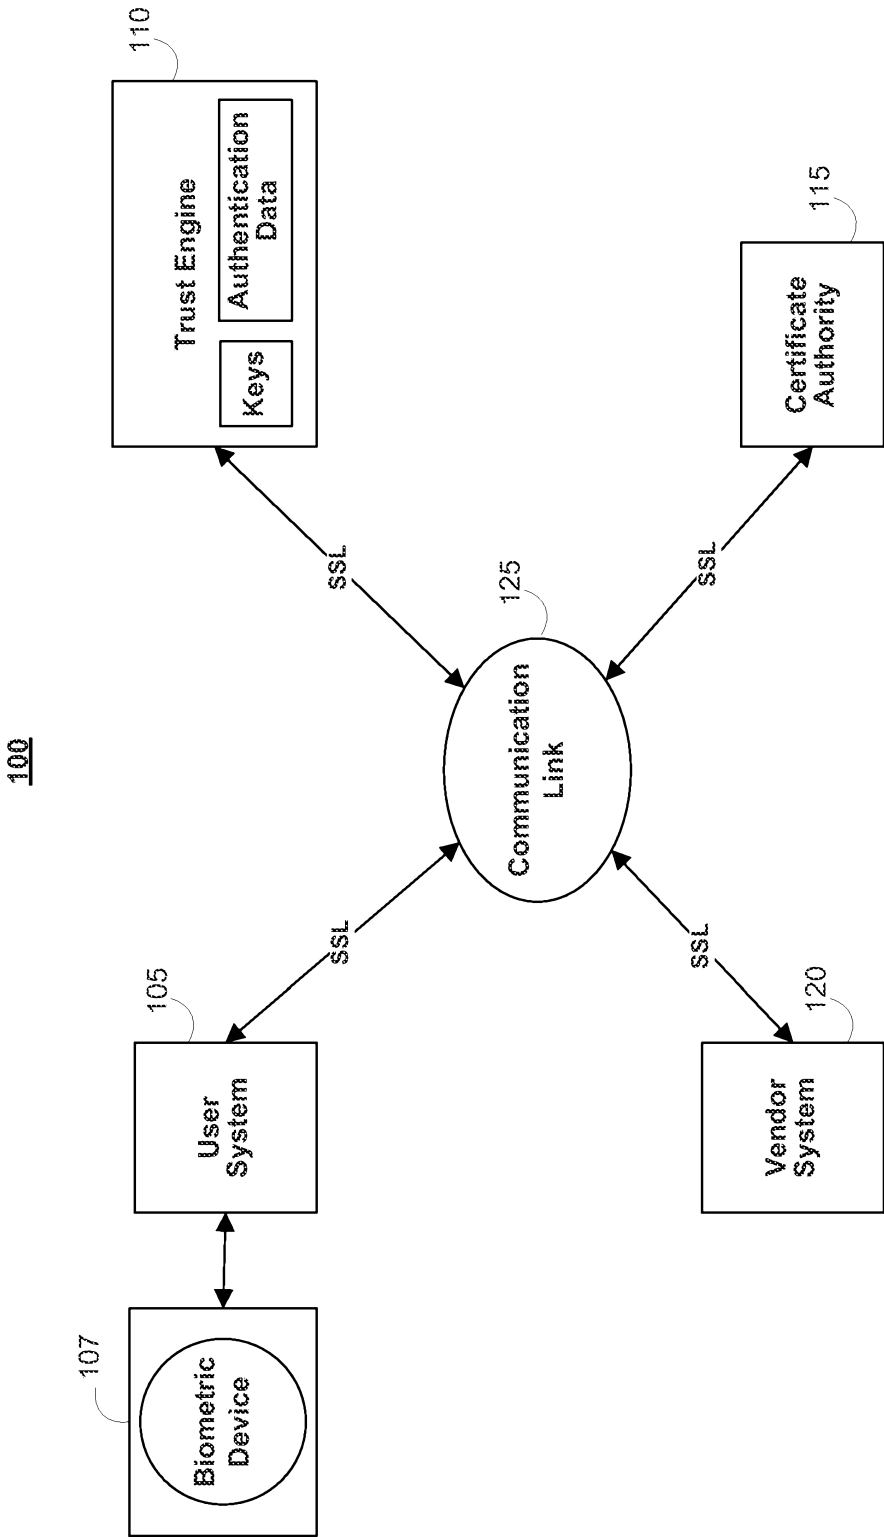 100
107
Biometric
Device
105
User
System
SSL
110
Trust Engine
Keys
Authentication
Data
SSL
125
Communication
Link
120
Vendor
System
SSL
115
Certificate
Authority
SSL